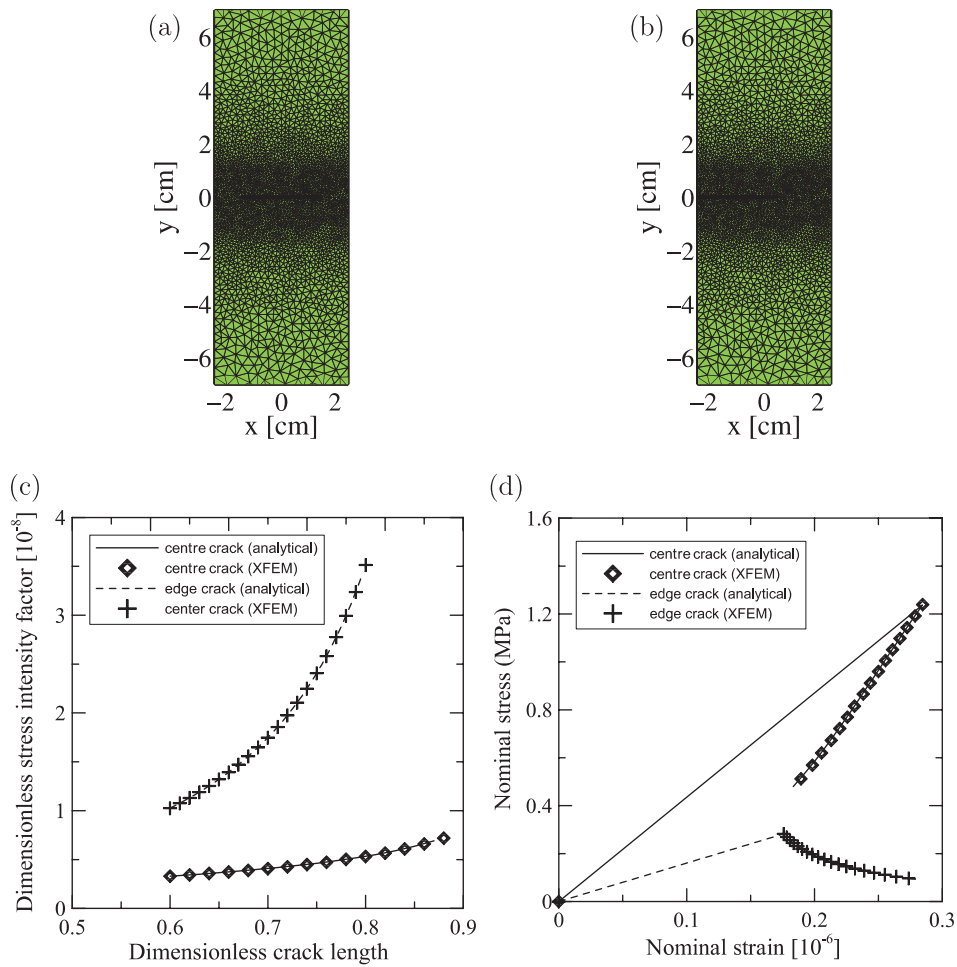 (a)
6
4
2
0
−2
−4
−6
y [cm]
−2 0 2
x [cm]
(b)
6
4
2
0
−2
−4
−6
y [cm]
−2 0 2
x [cm]
(c)
4
3
2
1
0
Dimensionless stress intensity factor [10⁻⁸]
centre crack (analytical)
centre crack (XFEM)
edge crack (analytical)
center crack (XFEM)
0.5 0.6 0.7 0.8 0.9
Dimensionless crack length
(d)
1.6
1.2
0.8
0.4
0
Nominal stress (MPa)
centre crack (analytical)
centre crack (XFEM)
edge crack (analytical)
edge crack (XFEM)
0 0.1 0.2 0.3
Nominal strain [10⁻⁶]